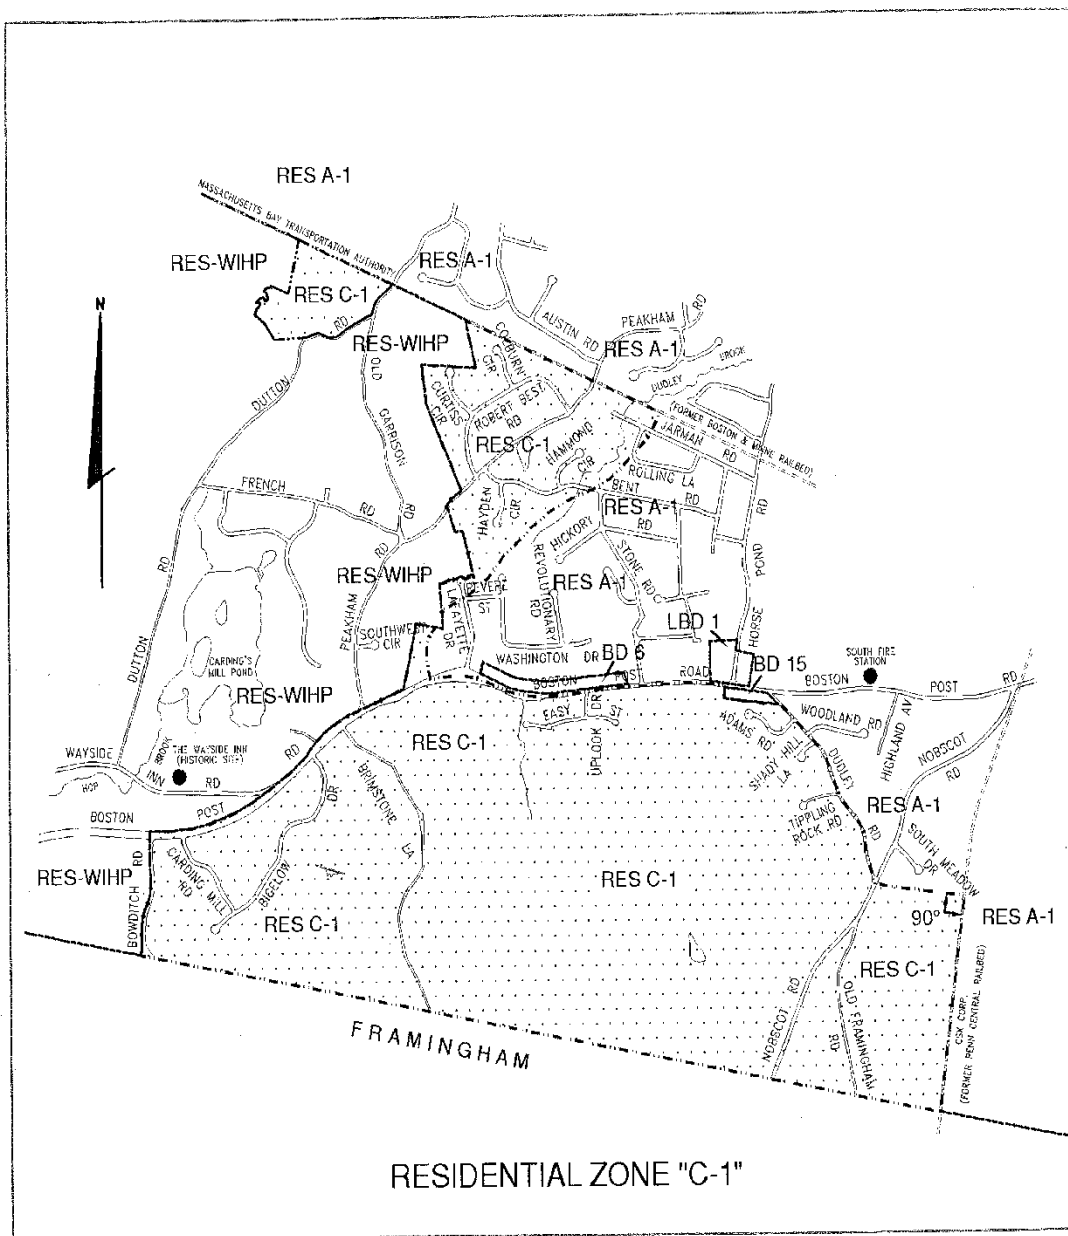 RES A-1
MASSACHUSETTS BAY TRANSPORTATION AUTHORITY
RES-WIHP
RES A-1
RES C-1
RD
N
RES-WIHP
OLD
GARRISON
RD
AUSTIN RD
PEAKHAM
RD
RES A-1
DUDLEY
BROOK
COLBURN
CIR
CURTISS
CIR
ROBERT BEST
RD
DUTTON
RES C-1
HAMMOND
CIR
(FORMER BOSTON & MAINE RAILBED)
JARMAN
RD
ROLLING LA
BENT
RD
RES A-1
FRENCH
RD
HAYDEN
CIR
HICKORY
RD
STONE RD
REVOLUTIONARY
RD
POND
RD
HORSE
RD
RES-WIHP
REVERE
ST
RES A-1
LAFAYETTE
DR
PEAKHAM
RD
SOUTHWEST
CIR
LBD 1
WASHINGTON
DR
BD 6
SOUTH FIRE
STATION
BD 15
DUTTON
CARDING'S
MILL POND
RES-WIHP
BOSTON
POST
ROAD
BOSTON
POST
RD
EASY
ST
UPLOOK
DR
ADAMS RD
WOODLAND RD
HIGHLAND AV
NOBSCOT
RD
RES C-1
SHADY HILL
LA
DUDLEY
RD
WAYSIDE
INN
RD
BROOK
HOP
THE WAYSIDE INN
(HISTORIC SITE)
RD
POST
BOSTON
DR
BRIMSTONE
LA
TIPPLING
ROCK RD
RES A-1
SOUTH MEADOW
DR
RES-WIHP
BOWDITCH
RD
CARDING MILL
RD
BIGELOW
RES C-1
RES C-1
90°
RES A-1
RES C-1
NOBSCOT
RD
OLD FRAMINGHAM
RD
CSX CORP.
(FORMER PENN CENTRAL RAILBED)
FRAMINGHAM
RESIDENTIAL ZONE "C-1"